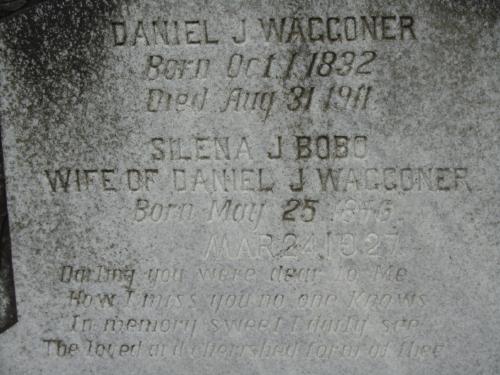 DANIEL J WAGGONER
Born Oct. 1. 1832
Died Aug 31 1911
SILENA J BOBO
WIFE OF DANIEL J WAGGONER
Born May 25 1846
MAR 24 1927
Darling you were dear to Me
How I miss you no one Knows
In memory sweet I daily see
The loved and cherished form of thee